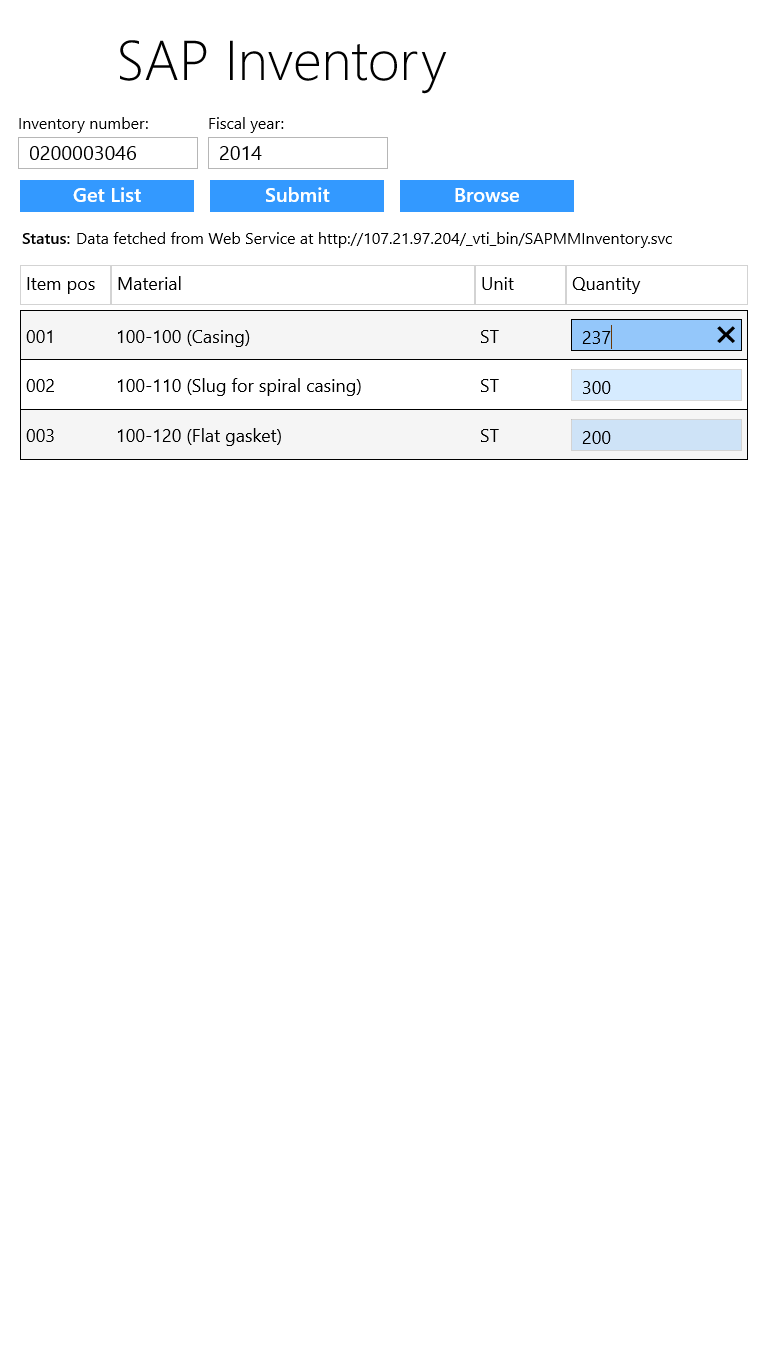 SAP Inventory
Inventory number: Fiscal year:
0200003046 2014
Get List Submit Browse
Status: Data fetched from Web Service at http://107.21.97.204/_vti_bin/SAPMMInventory.svc
Item pos Material Unit Quantity
001 100-100 (Casing) ST 237
002 100-110 (Slug for spiral casing) ST 300
003 100-120 (Flat gasket) ST 200